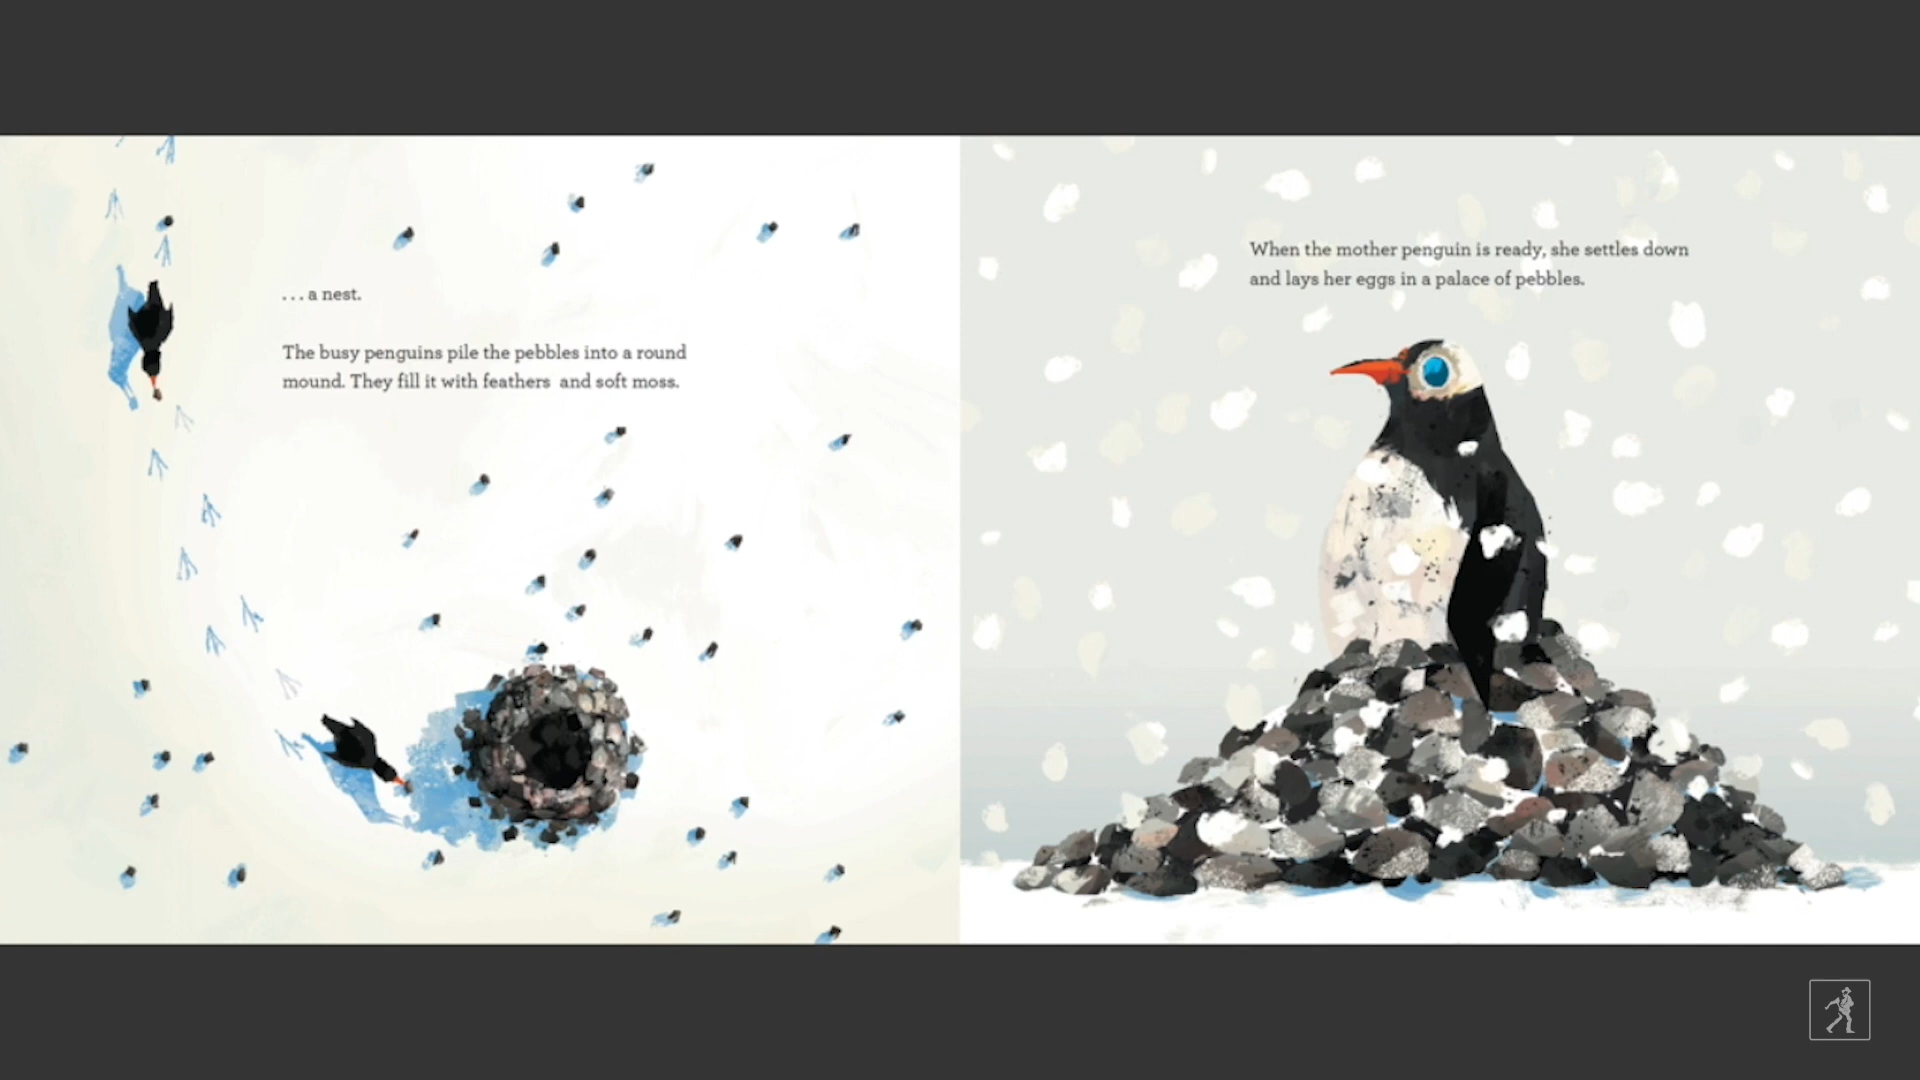 . . . a nest.
The busy penguins pile the pebbles into a round
mound. They fill it with feathers and soft moss.
When the mother penguin is ready, she settles down
and lays her eggs in a palace of pebbles.